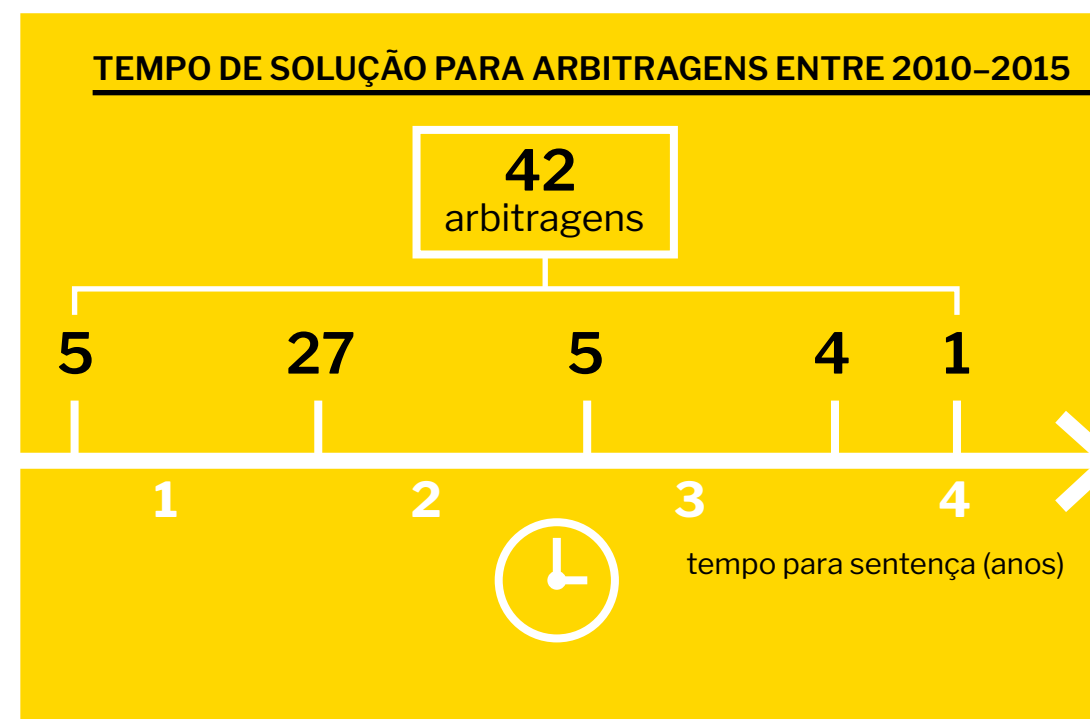 TEMPO DE SOLUÇÃO PARA ARBITRAGENS ENTRE 2010–2015
42
arbitragens
5 27 5 4 1
1 2 3 4
tempo para sentença (anos)